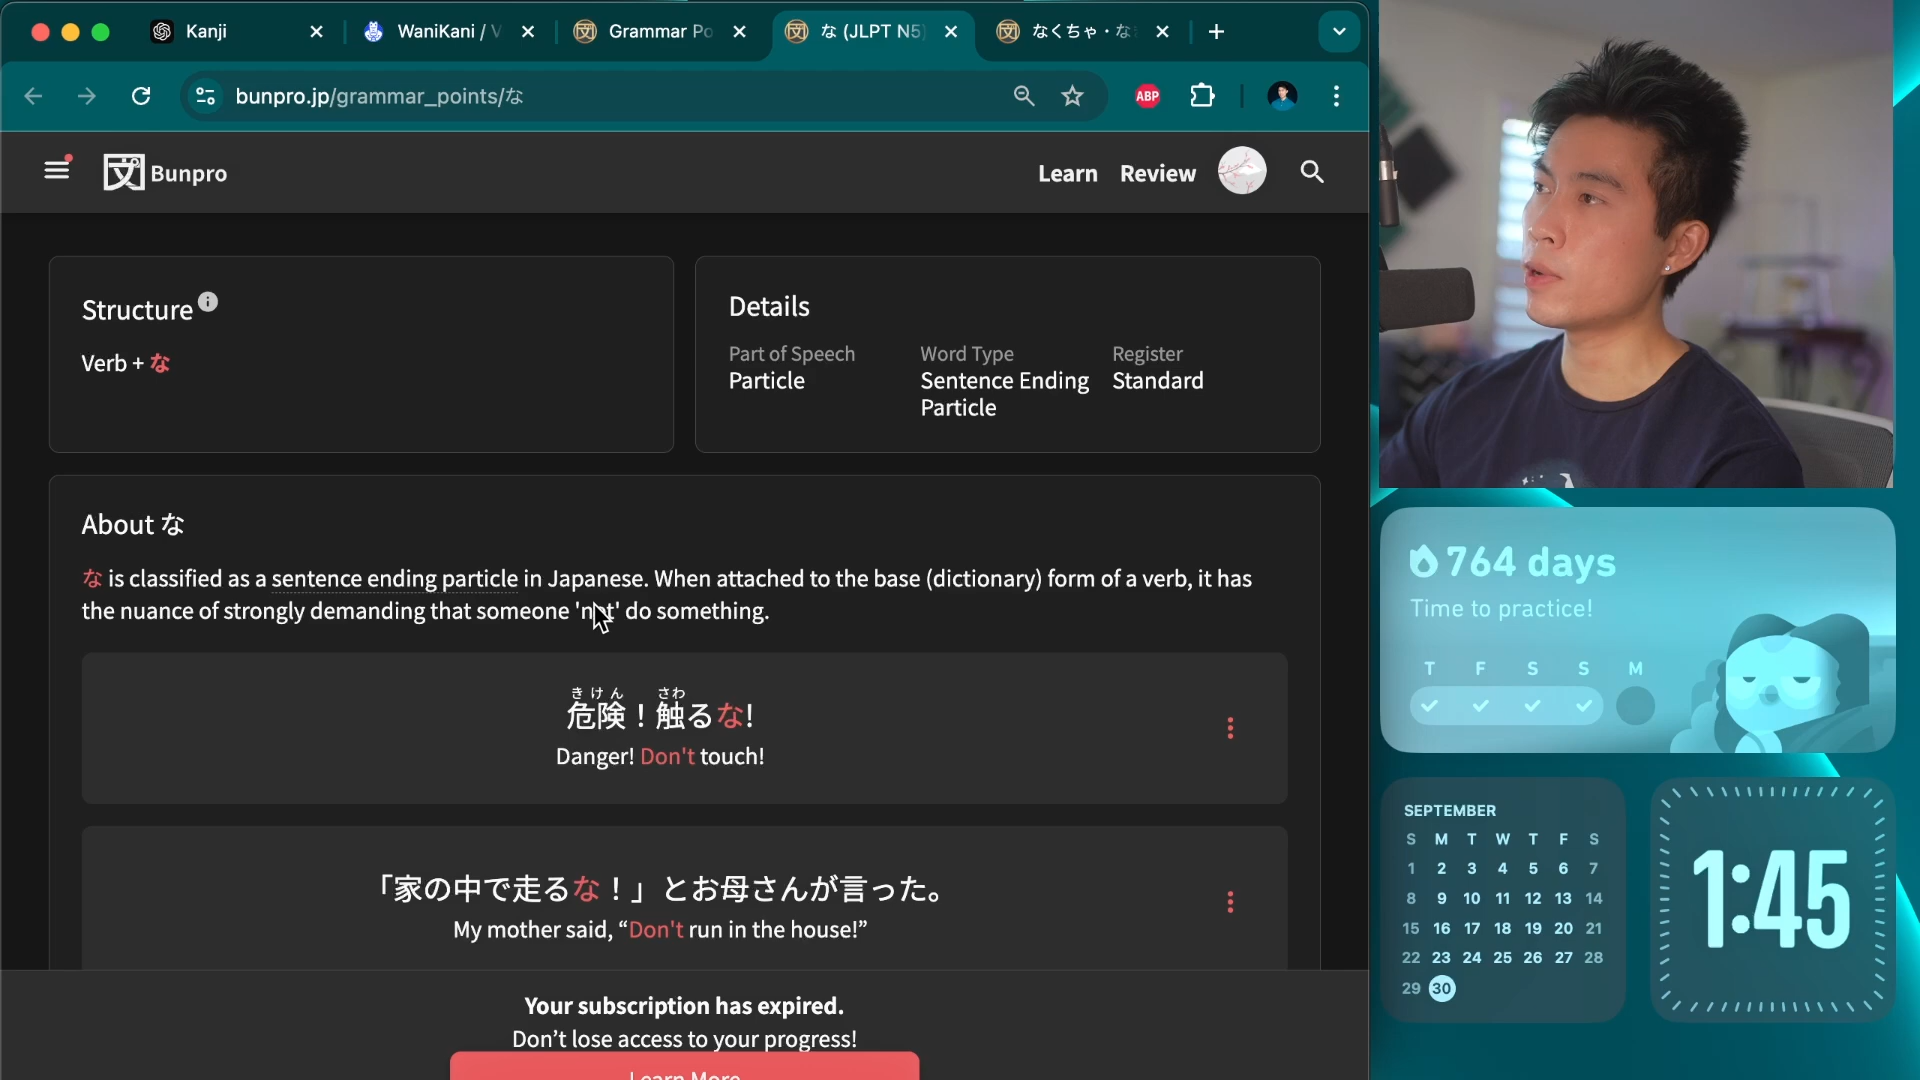 Kanji
WaniKani / V
Grammar Po
な (JLPT N5)
なくちゃ・な
bunpro.jp/grammar_points/な
ABP
文 Bunpro
Learn
Review
Structure
Verb + な
Details
Part of Speech
Particle
Word Type
Sentence Ending
Particle
Register
Standard
About な
な is classified as a sentence ending particle in Japanese. When attached to the base (dictionary) form of a verb, it has
the nuance of strongly demanding that someone 'not' do something.
きけん さわ
危険！触るな!
Danger! Don't touch!
「家の中で走るな！」とお母さんが言った。
My mother said, “Don't run in the house!”
Your subscription has expired.
Don’t lose access to your progress!
Learn More
764 days
Time to practice!
T F S S M
SEPTEMBER
S M T W T F S
1 2 3 4 5 6 7
8 9 10 11 12 13 14
15 16 17 18 19 20 21
22 23 24 25 26 27 28
29 30
1:45